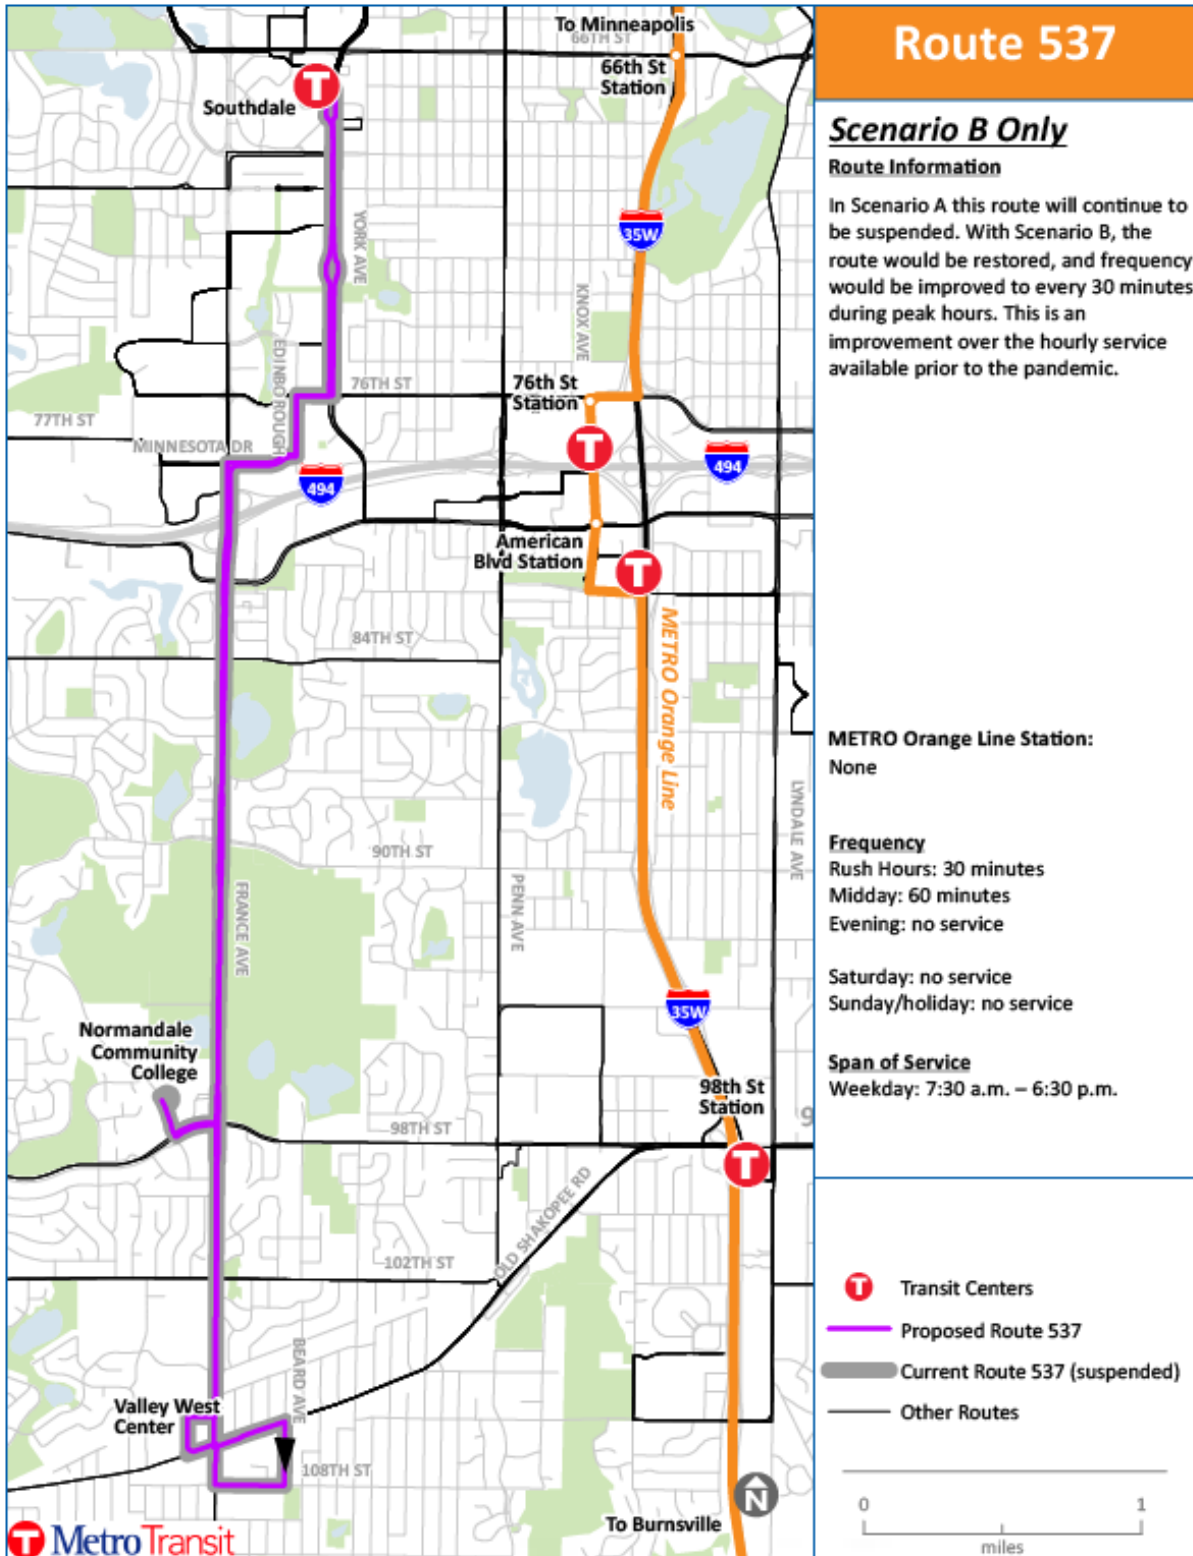 To Minneapolis
66TH ST
66th St
Station
Southdale
35W
YORK AVE
KNOX AVE
EDINBOROUGH
76TH ST
76th St
Station
77TH ST
MINNESOTA DR
494
494
American
Blvd Station
METRO Orange Line
84TH ST
LYNDALE AVE
90TH ST
PENN AVE
FRANCE AVE
35W
Normandale
Community
College
98th St
Station
9
98TH ST
OLD SHAKOPEE RD
102TH ST
BEARD AVE
Valley West
Center
108TH ST
N
To Burnsville
T MetroTransit
Route 537
Scenario B Only
Route Information
In Scenario A this route will continue to
be suspended. With Scenario B, the
route would be restored, and frequency
would be improved to every 30 minutes
during peak hours. This is an
improvement over the hourly service
available prior to the pandemic.
METRO Orange Line Station:
None
Frequency
Rush Hours: 30 minutes
Midday: 60 minutes
Evening: no service
Saturday: no service
Sunday/holiday: no service
Span of Service
Weekday: 7:30 a.m. – 6:30 p.m.
T Transit Centers
Proposed Route 537
Current Route 537 (suspended)
Other Routes
0 1
miles